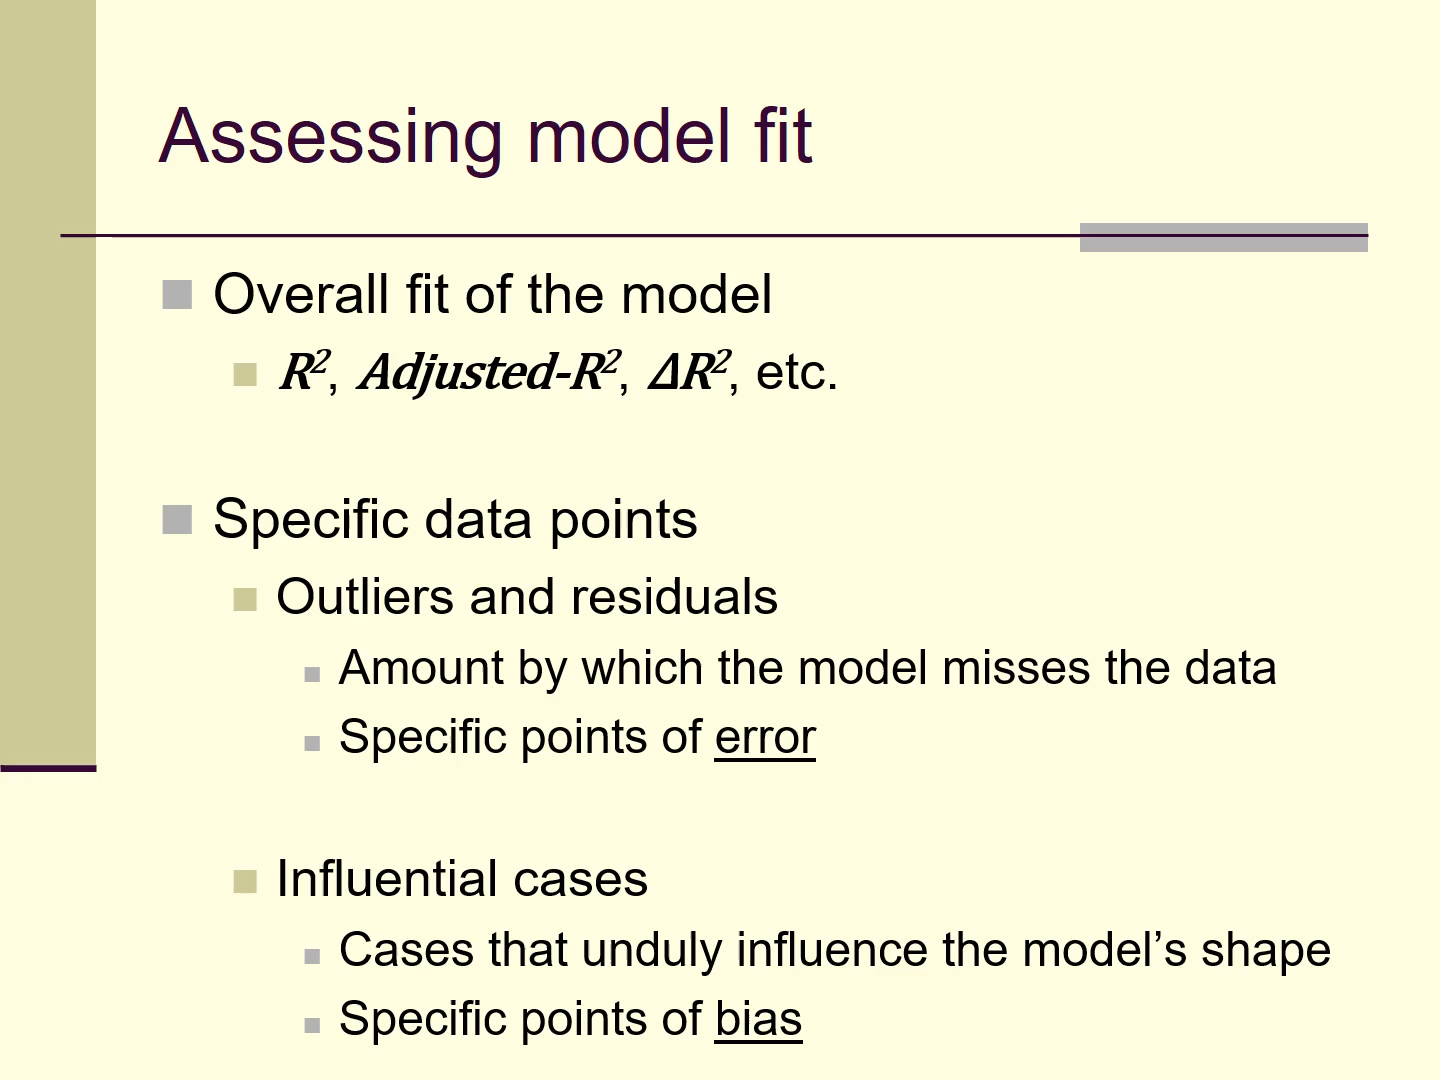 Assessing model fit
Overall fit of the model
R², Adjusted-R², ΔR², etc.
Specific data points
Outliers and residuals
Amount by which the model misses the data
Specific points of error
Influential cases
Cases that unduly influence the model’s shape
Specific points of bias